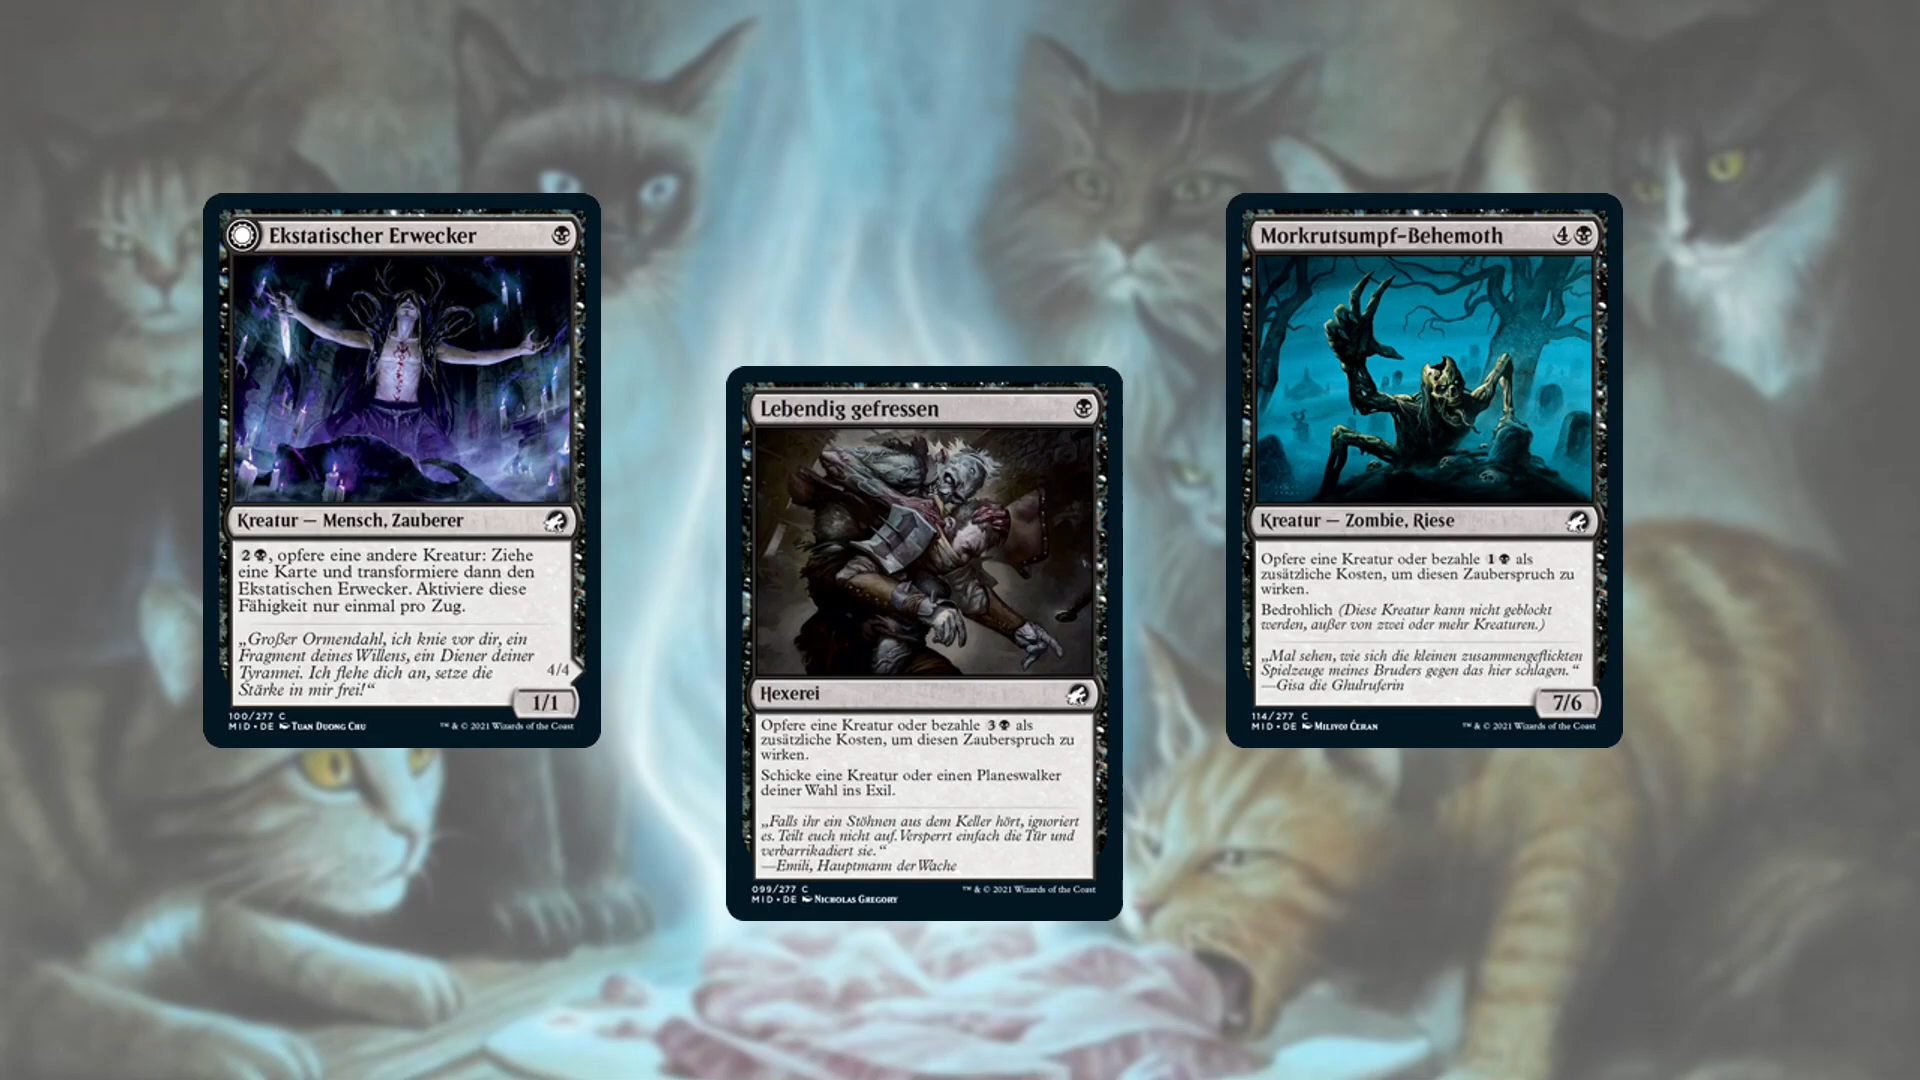 Ekstatischer Erwecker
Kreatur — Mensch, Zauberer
2, opfere eine andere Kreatur: Ziehe
eine Karte und transformiere dann den
Ekstatischen Erwecker. Aktiviere diese
Fähigkeit nur einmal pro Zug.
„Großer Ormendahl, ich knie vor dir, ein
Fragment deines Willens, ein Diener deiner
Tyrannei. Ich flehe dich an, setze die
Stärke in mir frei!“
4/4
1/1
100/277 C
MID • DE Tuan Duong Chu
™ & © 2021 Wizards of the Coast
Lebendig gefressen
Hexerei
Opfere eine Kreatur oder bezahle 3 als
zusätzliche Kosten, um diesen Zauberspruch zu
wirken.
Schicke eine Kreatur oder einen Planeswalker
deiner Wahl ins Exil.
„Falls ihr ein Stöhnen aus dem Keller hört, ignoriert
es. Teilt euch nicht auf. Versperrt einfach die Tür und
verbarrikadiert sie.“
—Emili, Hauptmann der Wache
099/277 C
MID • DE Nicholas Gregory
™ & © 2021 Wizards of the Coast
Morkrutsumpf-Behemoth
4
Kreatur — Zombie, Riese
Opfere eine Kreatur oder bezahle 1 als
zusätzliche Kosten, um diesen Zauberspruch zu
wirken.
Bedrohlich (Diese Kreatur kann nicht geblockt
werden, außer von zwei oder mehr Kreaturen.)
„Mal sehen, wie sich die kleinen zusammengeflickten
Spielzeuge meines Bruders gegen das hier schlagen.“
—Gisa die Ghulruferin
7/6
114/277 C
MID • DE Milivoj Ćeran
™ & © 2021 Wizards of the Coast